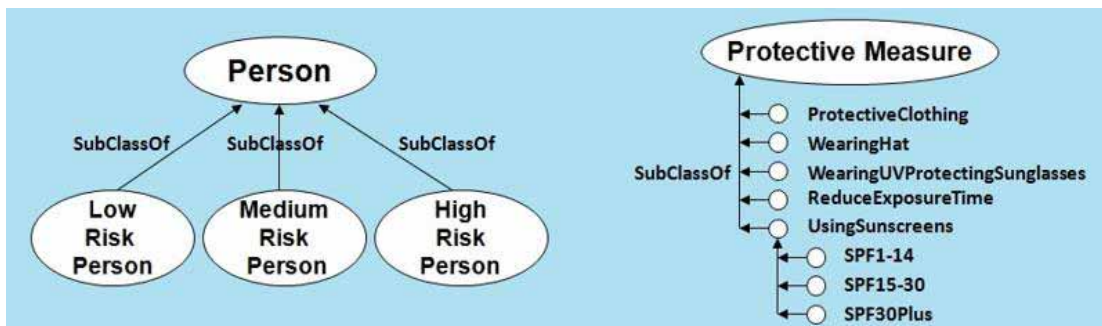 Person
SubClassOf
SubClassOf
SubClassOf
Low
Risk
Person
Medium
Risk
Person
High
Risk
Person
Protective Measure
ProtectiveClothing
WearingHat
SubClassOf
WearingUVProtectingSunglasses
ReduceExposureTime
UsingSunscreens
SPF1-14
SPF15-30
SPF30Plus